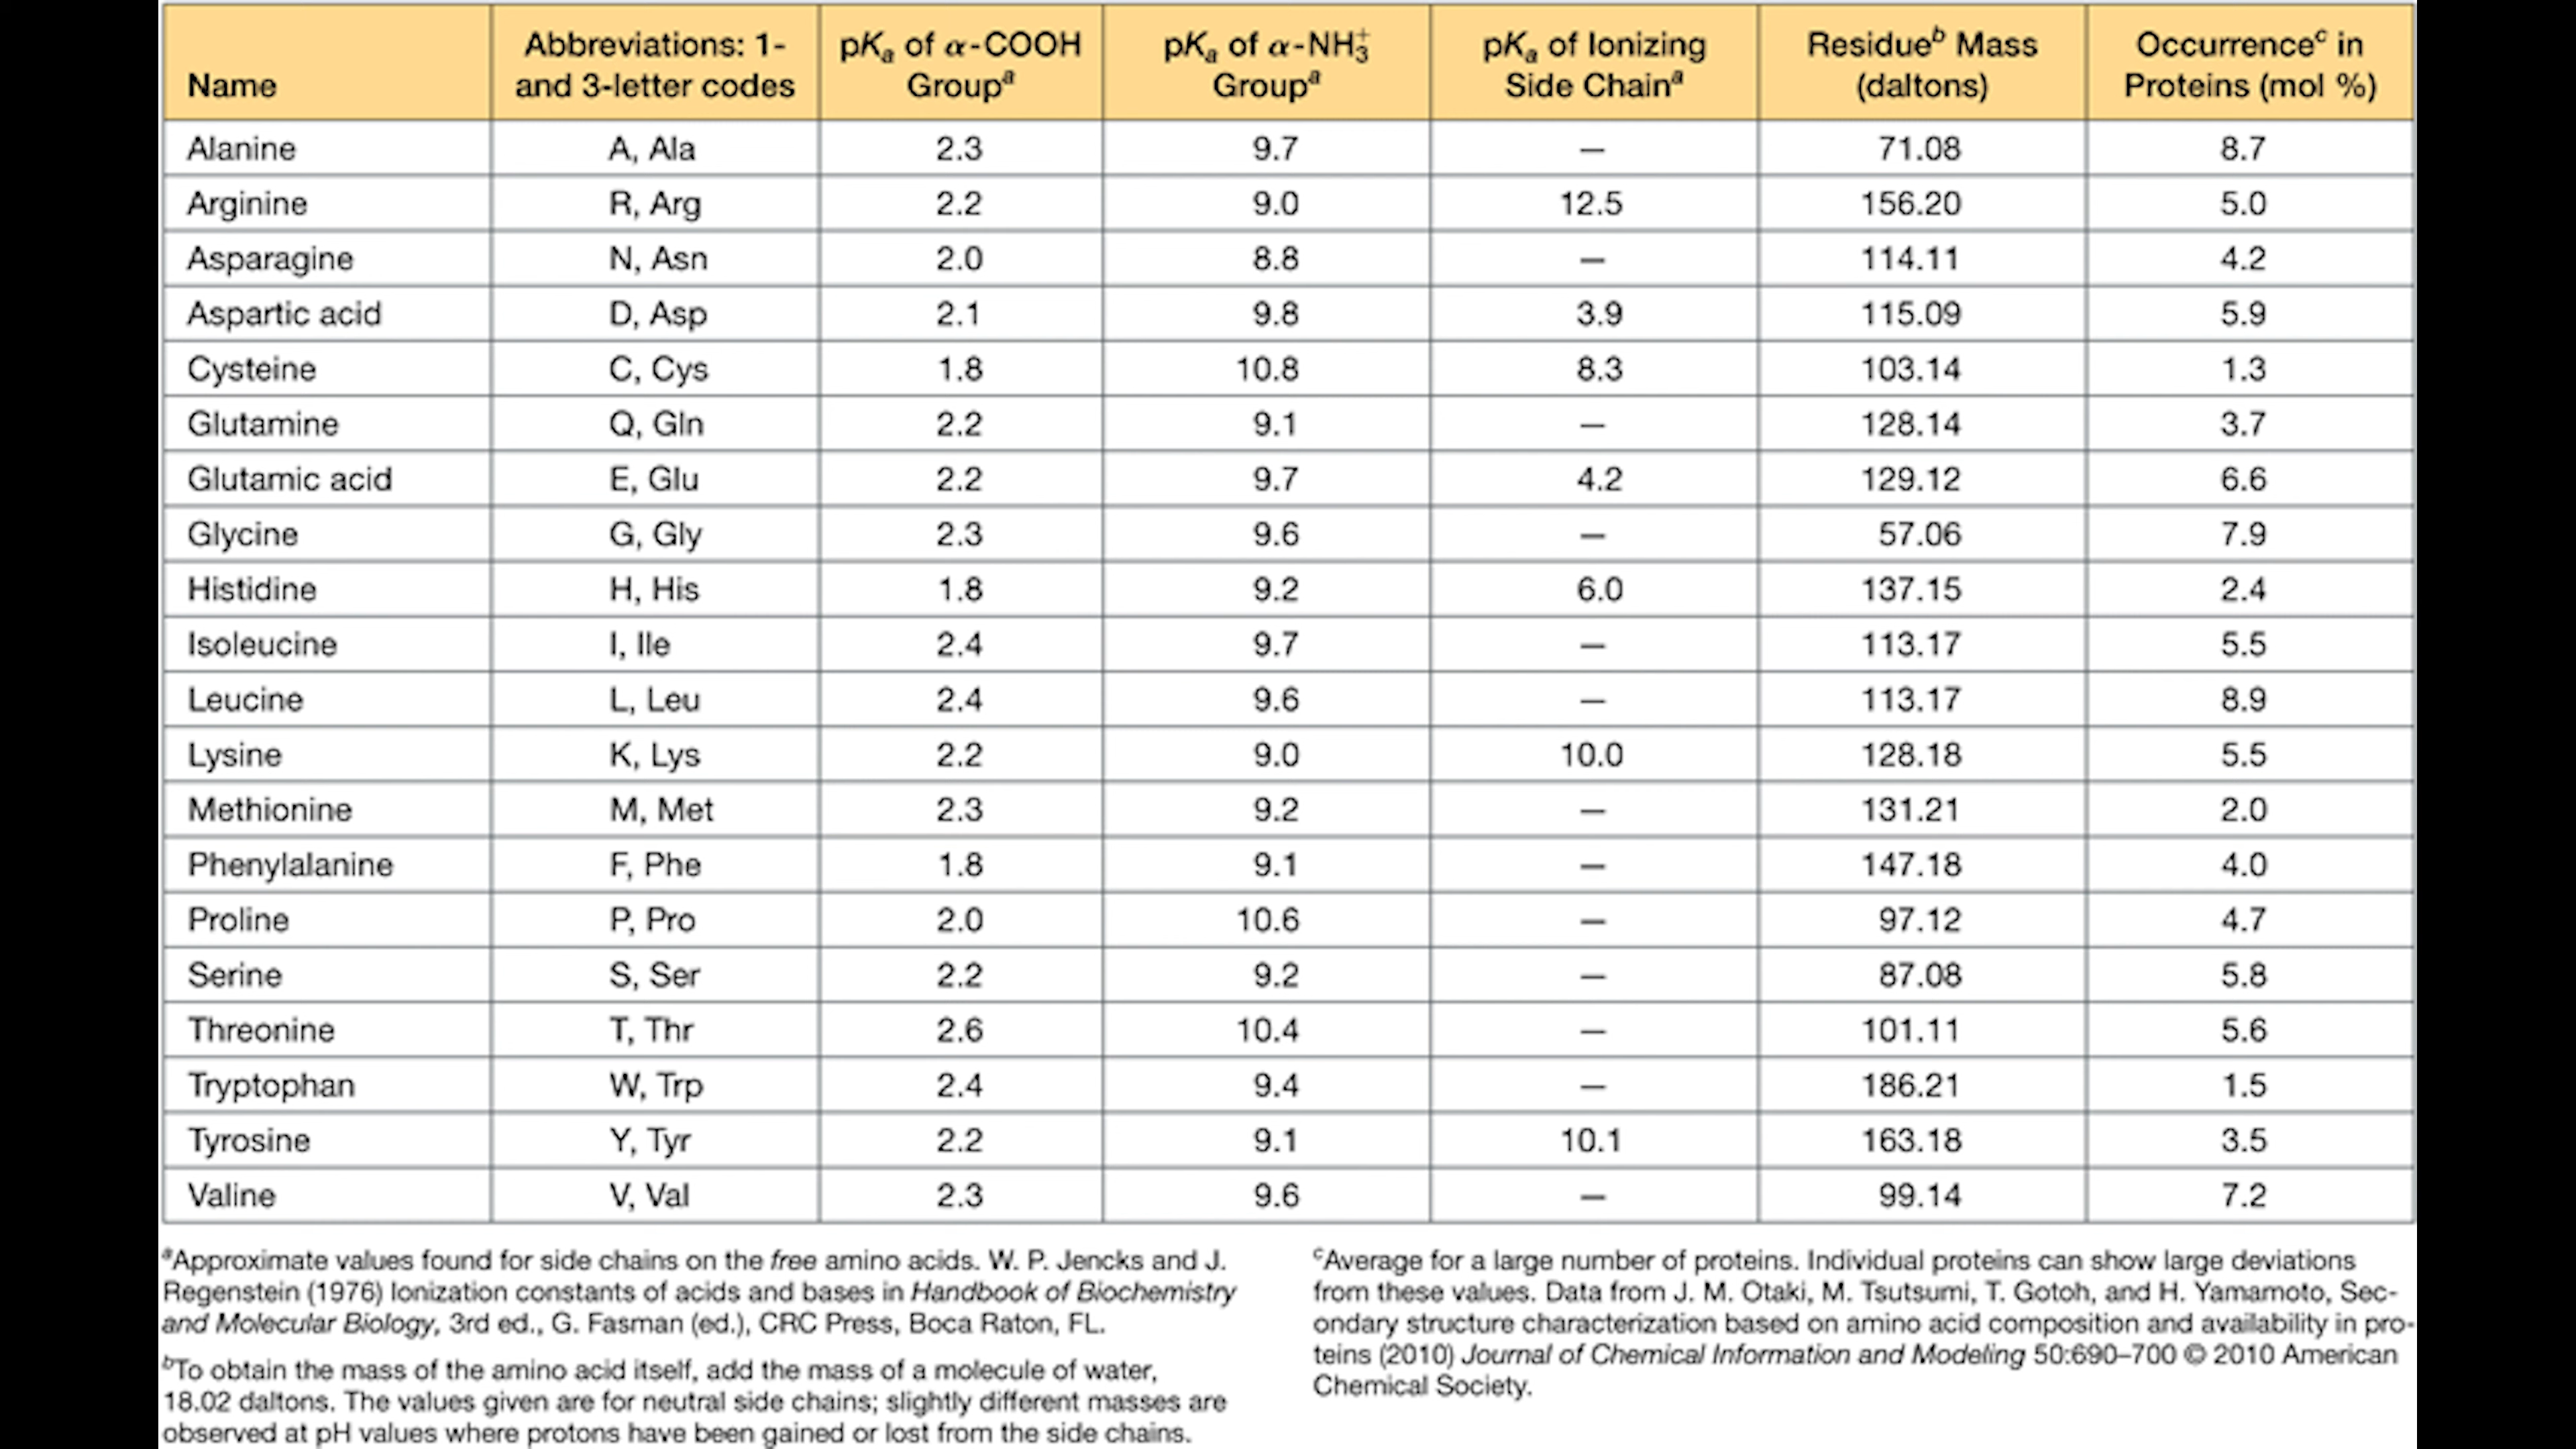 Name | Abbreviations: 1- and 3-letter codes | pKa of α-COOH Groupᵃ | pKa of α-NH₃⁺ Groupᵃ | pKa of Ionizing Side Chainᵃ | Residueᵇ Mass (daltons) | Occurrenceᶜ in Proteins (mol %)
Alanine | A, Ala | 2.3 | 9.7 | — | 71.08 | 8.7
Arginine | R, Arg | 2.2 | 9.0 | 12.5 | 156.20 | 5.0
Asparagine | N, Asn | 2.0 | 8.8 | — | 114.11 | 4.2
Aspartic acid | D, Asp | 2.1 | 9.8 | 3.9 | 115.09 | 5.9
Cysteine | C, Cys | 1.8 | 10.8 | 8.3 | 103.14 | 1.3
Glutamine | Q, Gln | 2.2 | 9.1 | — | 128.14 | 3.7
Glutamic acid | E, Glu | 2.2 | 9.7 | 4.2 | 129.12 | 6.6
Glycine | G, Gly | 2.3 | 9.6 | — | 57.06 | 7.9
Histidine | H, His | 1.8 | 9.2 | 6.0 | 137.15 | 2.4
Isoleucine | I, Ile | 2.4 | 9.7 | — | 113.17 | 5.5
Leucine | L, Leu | 2.4 | 9.6 | — | 113.17 | 8.9
Lysine | K, Lys | 2.2 | 9.0 | 10.0 | 128.18 | 5.5
Methionine | M, Met | 2.3 | 9.2 | — | 131.21 | 2.0
Phenylalanine | F, Phe | 1.8 | 9.1 | — | 147.18 | 4.0
Proline | P, Pro | 2.0 | 10.6 | — | 97.12 | 4.7
Serine | S, Ser | 2.2 | 9.2 | — | 87.08 | 5.8
Threonine | T, Thr | 2.6 | 10.4 | — | 101.11 | 5.6
Tryptophan | W, Trp | 2.4 | 9.4 | — | 186.21 | 1.5
Tyrosine | Y, Tyr | 2.2 | 9.1 | 10.1 | 163.18 | 3.5
Valine | V, Val | 2.3 | 9.6 | — | 99.14 | 7.2
ᵃApproximate values found for side chains on the free amino acids. W. P. Jencks and J.
Regenstein (1976) Ionization constants of acids and bases in Handbook of Biochemistry
and Molecular Biology, 3rd ed., G. Fasman (ed.), CRC Press, Boca Raton, FL.
ᵇTo obtain the mass of the amino acid itself, add the mass of a molecule of water,
18.02 daltons. The values given are for neutral side chains; slightly different masses are
observed at pH values where protons have been gained or lost from the side chains.
ᶜAverage for a large number of proteins. Individual proteins can show large deviations
from these values. Data from J. M. Otaki, M. Tsutsumi, T. Gotoh, and H. Yamamoto, Sec-
ondary structure characterization based on amino acid composition and availability in pro-
teins (2010) Journal of Chemical Information and Modeling 50:690–700 © 2010 American
Chemical Society.